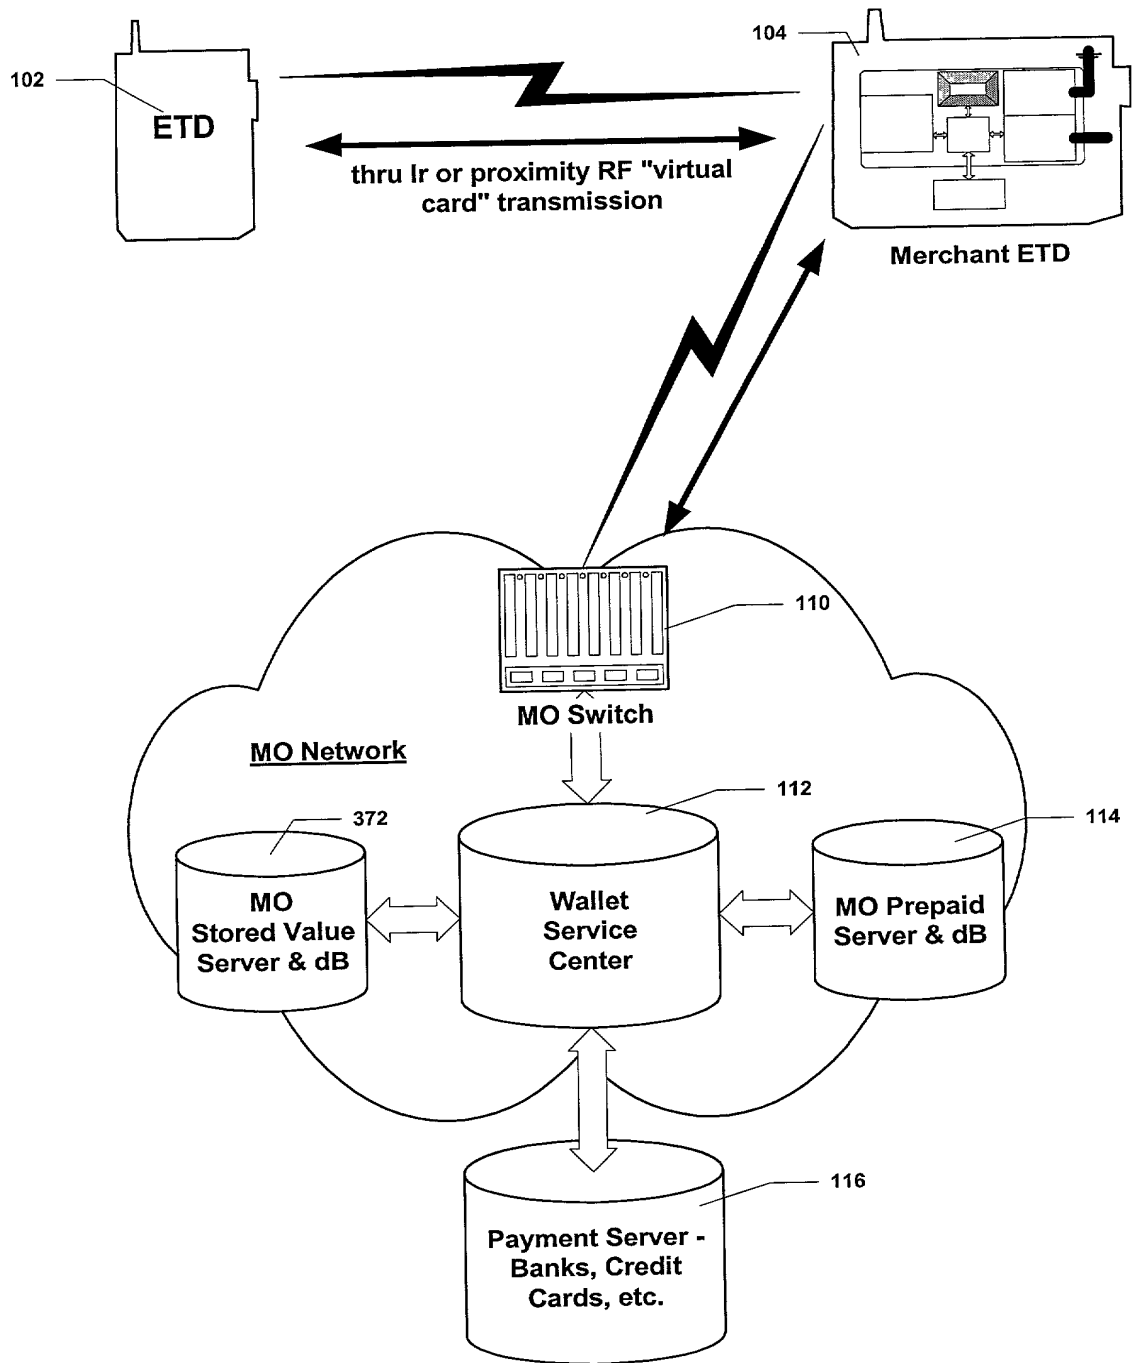 104
102
ETD
thru Ir or proximity RF "virtual
card" transmission
Merchant ETD
110
MO Switch
MO Network
112
372
114
MO
Stored Value
Server & dB
Wallet
Service
Center
MO Prepaid
Server & dB
116
Payment Server -
Banks, Credit
Cards, etc.